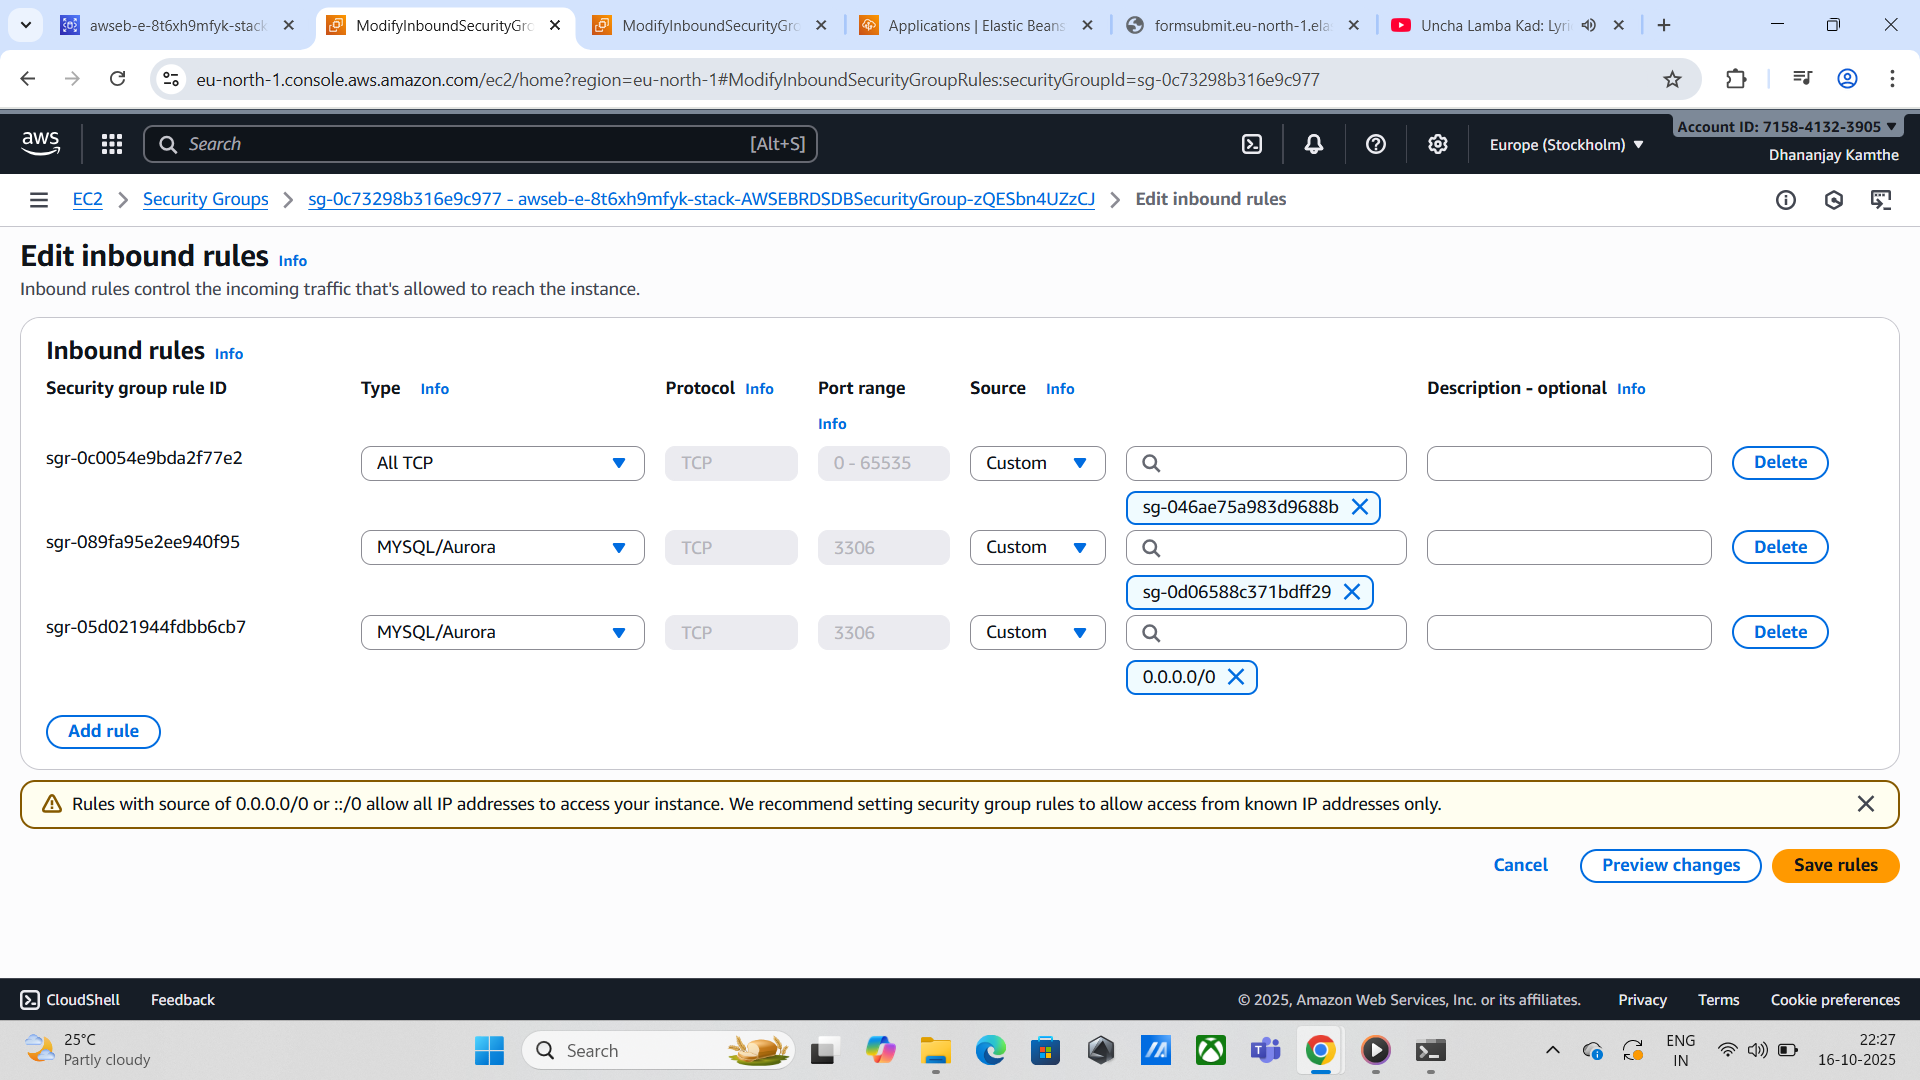 awseb-e-8t6xh9mfyk-stack
ModifyInboundSecurityGro
ModifyInboundSecurityGro
Applications | Elastic Beans
formsubmit.eu-north-1.ela
Uncha Lamba Kad: Lyri
eu-north-1.console.aws.amazon.com/ec2/home?region=eu-north-1#ModifyInboundSecurityGroupRules:securityGroupId=sg-0c73298b316e9c977
aws
Search
[Alt+S]
Europe (Stockholm)
Account ID: 7158-4132-3905
Dhananjay Kamthe
EC2
Security Groups
sg-0c73298b316e9c977 - awseb-e-8t6xh9mfyk-stack-AWSEBRDSDBSecurityGroup-zQESbn4UZzCJ
Edit inbound rules
Edit inbound rules Info
Inbound rules control the incoming traffic that's allowed to reach the instance.
Inbound rules Info
Security group rule ID
Type Info
Protocol Info
Port range
Info
Source Info
Description - optional Info
sgr-0c0054e9bda2f77e2
All TCP
TCP
0 - 65535
Custom
sg-046ae75a983d9688b
Delete
sgr-089fa95e2ee940f95
MYSQL/Aurora
TCP
3306
Custom
sg-0d06588c371bdff29
Delete
sgr-05d021944fdbb6cb7
MYSQL/Aurora
TCP
3306
Custom
0.0.0.0/0
Delete
Add rule
Rules with source of 0.0.0.0/0 or ::/0 allow all IP addresses to access your instance. We recommend setting security group rules to allow access from known IP addresses only.
Cancel
Preview changes
Save rules
CloudShell
Feedback
© 2025, Amazon Web Services, Inc. or its affiliates.
Privacy
Terms
Cookie preferences
25°C
Partly cloudy
Search
ENG
IN
22:27
16-10-2025